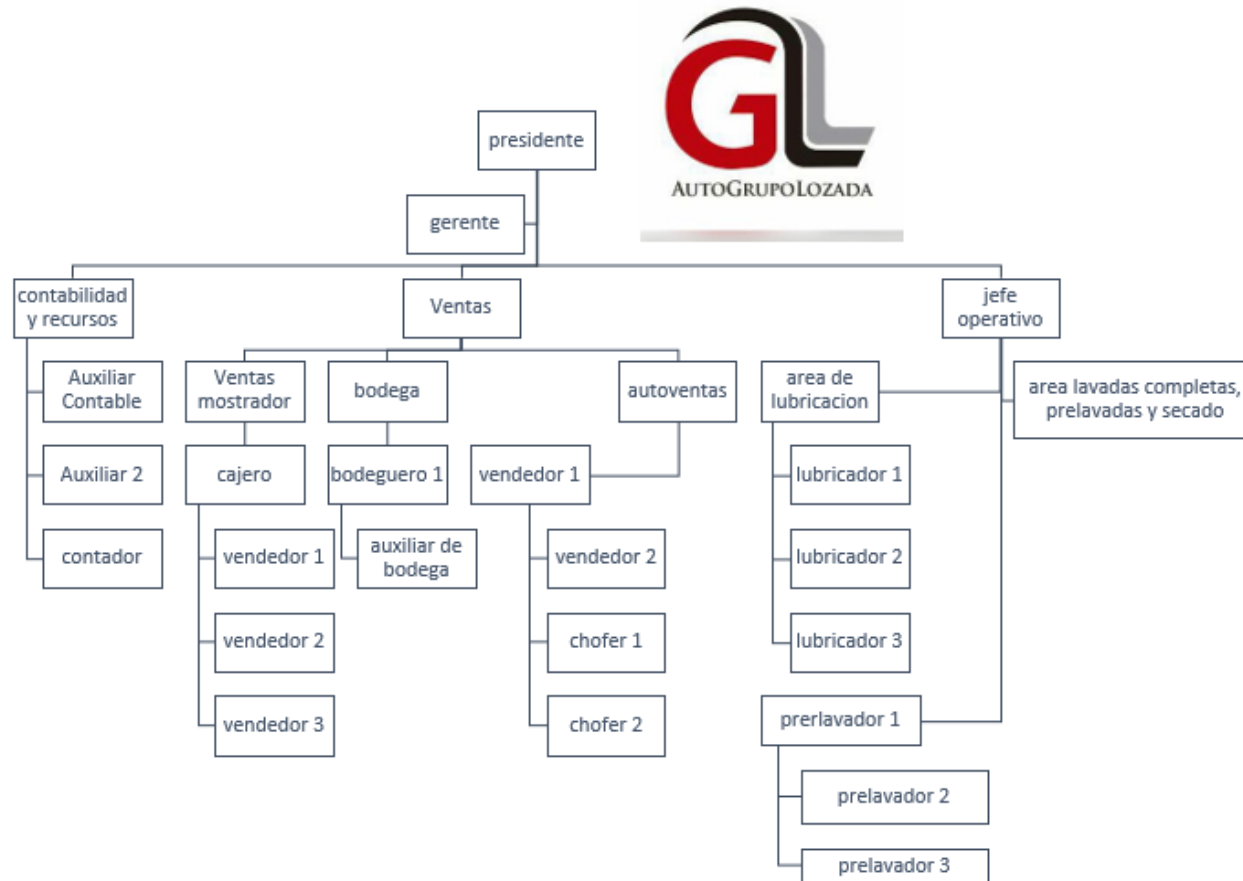 GL
AUTOGRUPOLOZADA
presidente
gerente
contabilidad
y recursos
Ventas
jefe
operativo
Auxiliar
Contable
Auxiliar 2
contador
Ventas
mostrador
cajero
vendedor 1
vendedor 2
vendedor 3
bodega
bodeguero 1
auxiliar de
bodega
autoventas
vendedor 1
vendedor 2
chofer 1
chofer 2
area de
lubricacion
lubricador 1
lubricador 2
lubricador 3
area lavadas completas,
prelavadas y secado
prerlavador 1
prelavador 2
prelavador 3